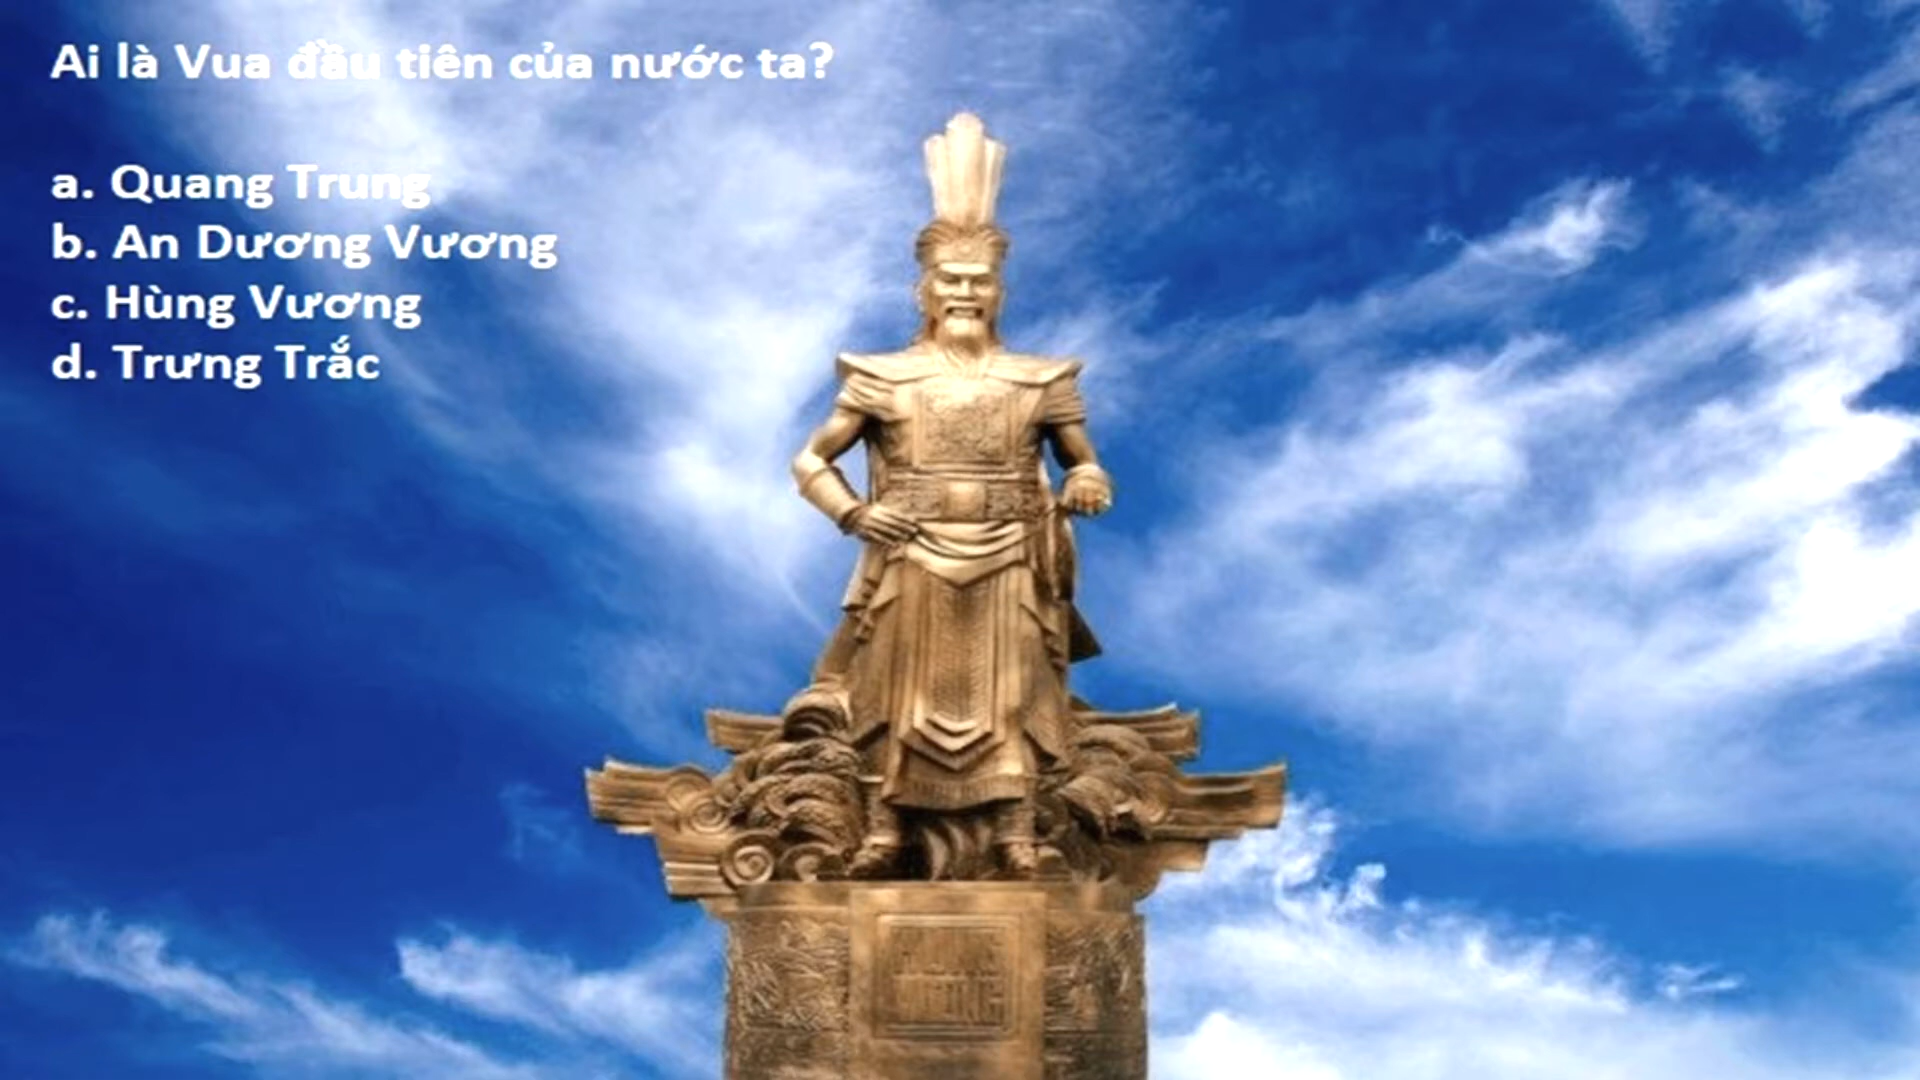 Ai là Vua đầu tiên của nước ta?
a. Quang Trung
b. An Dương Vương
c. Hùng Vương
d. Trưng Trắc